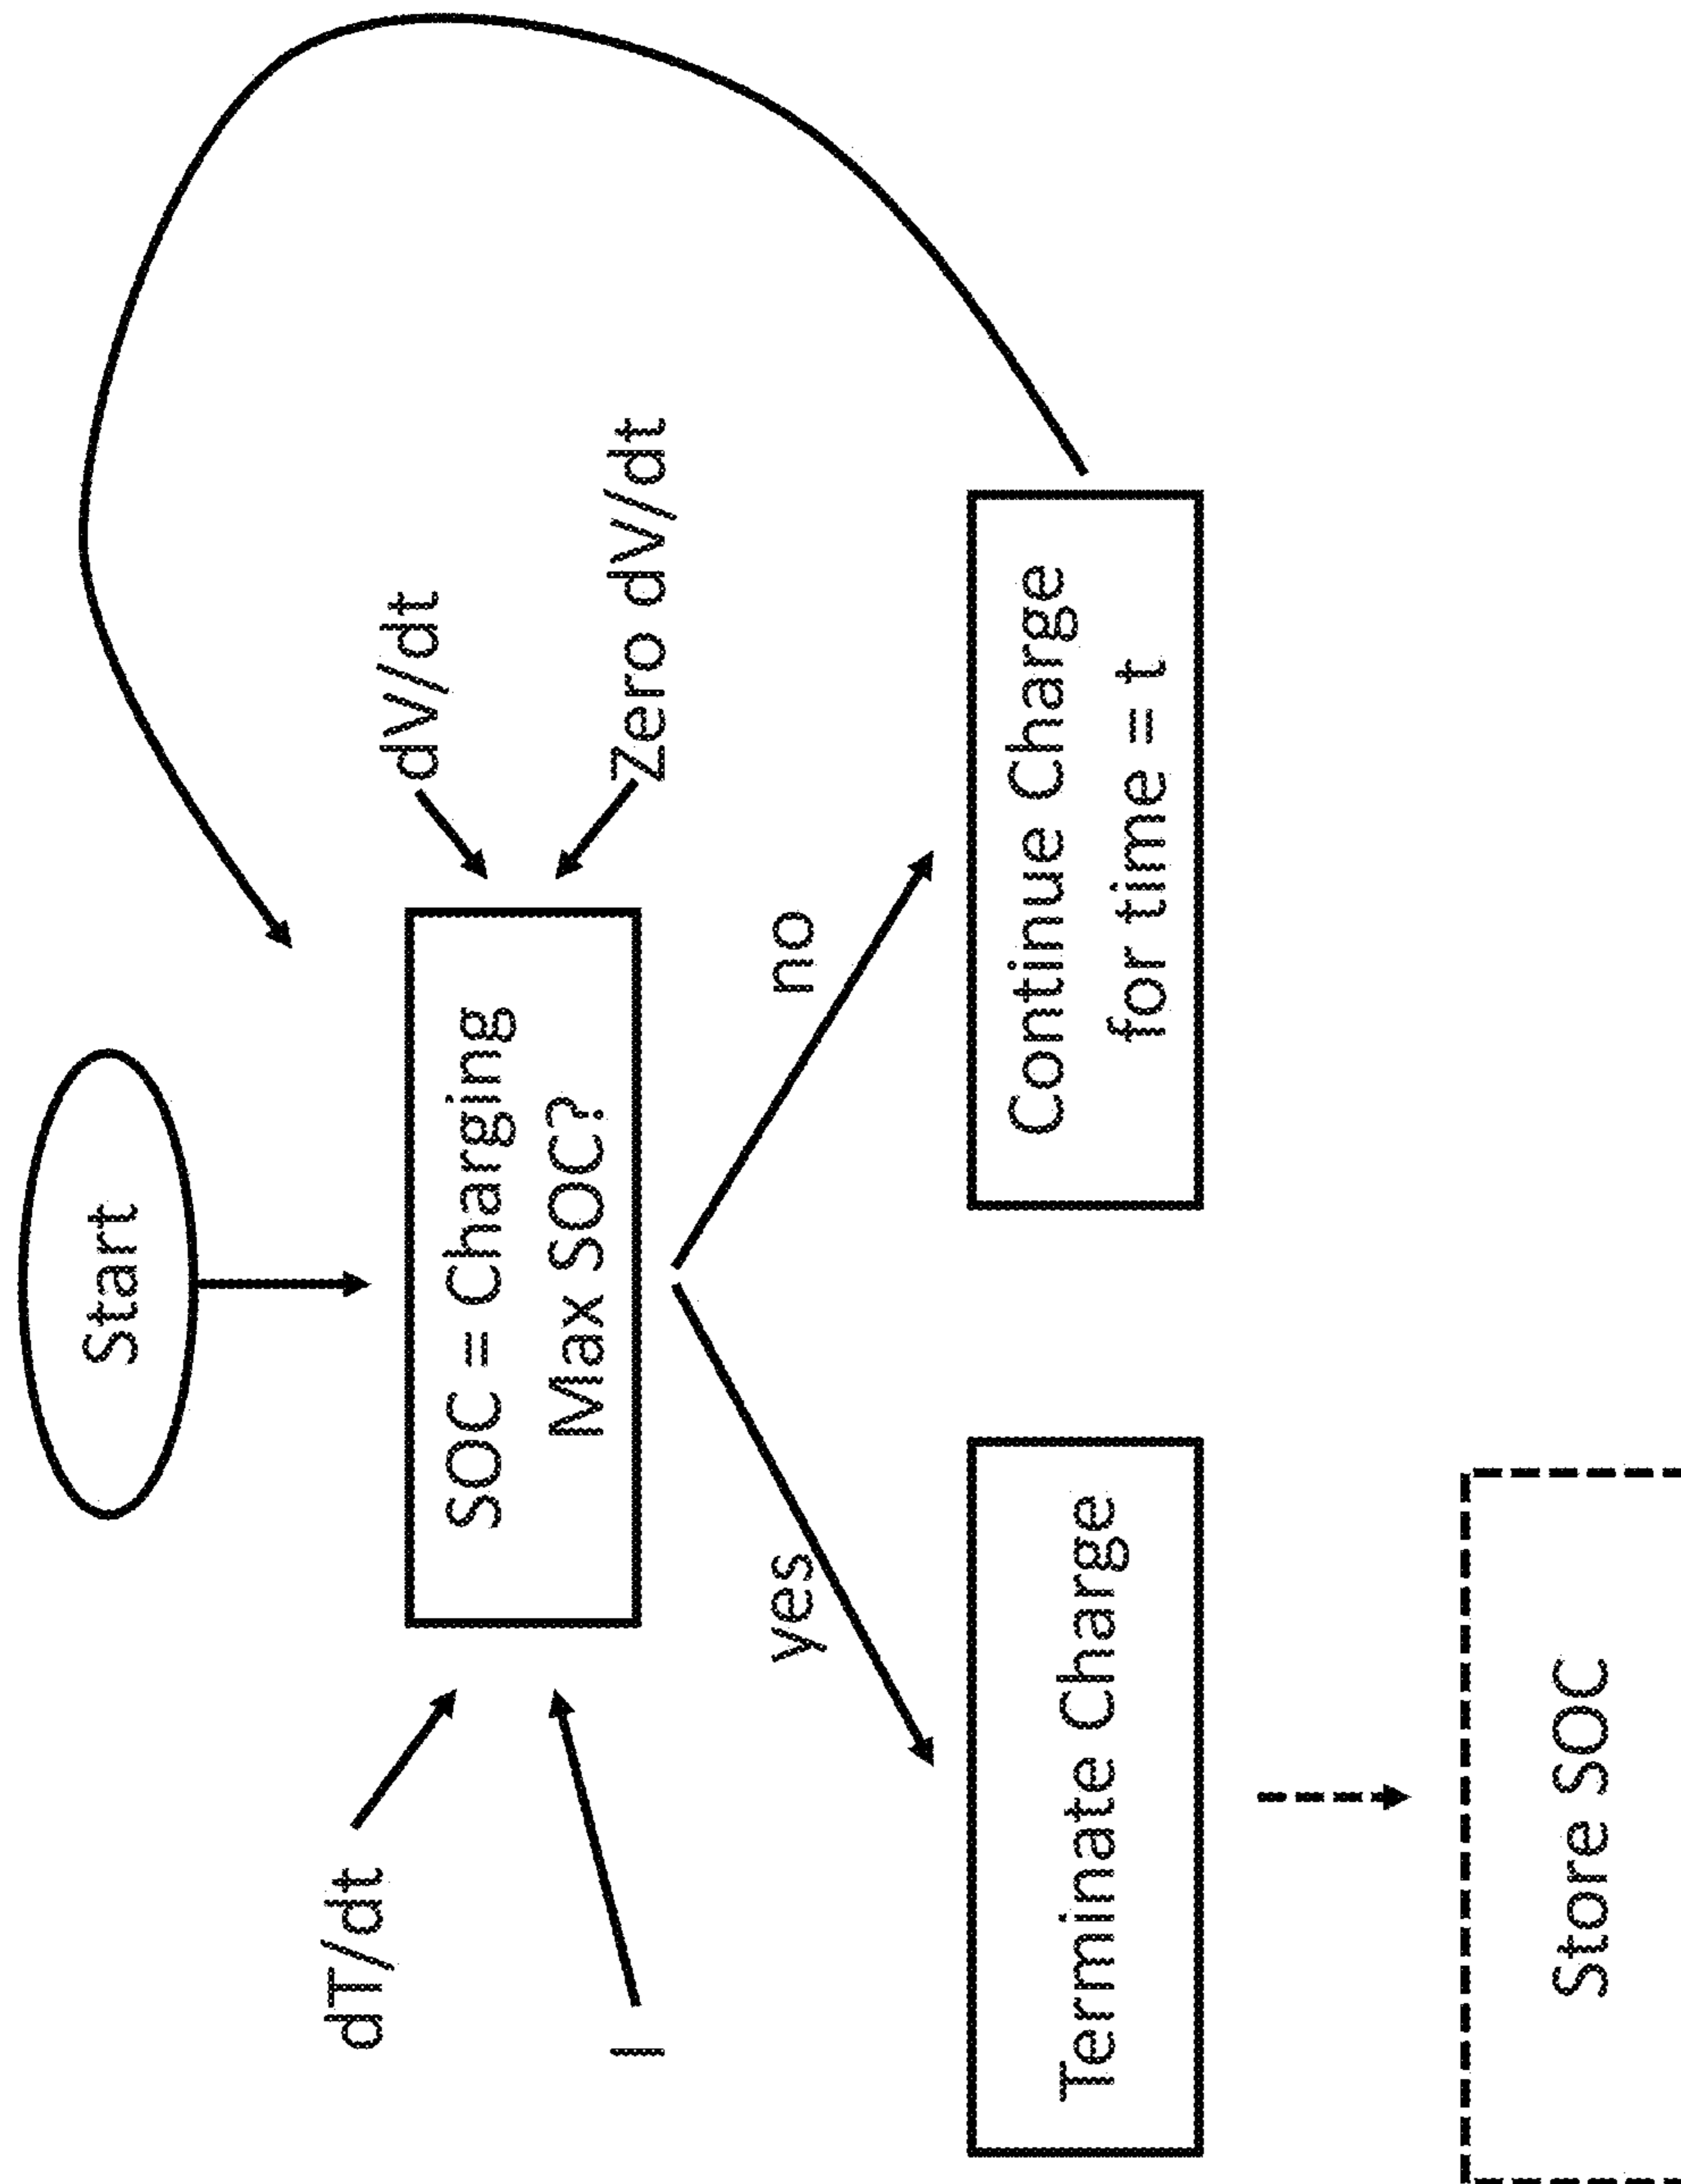 Start
dT/dt
dV/dt
I
SOC = Charging
Max SOC?
Zero dV/dt
yes
no
Terminate Charge
Continue Charge
for time = t
Store SOC